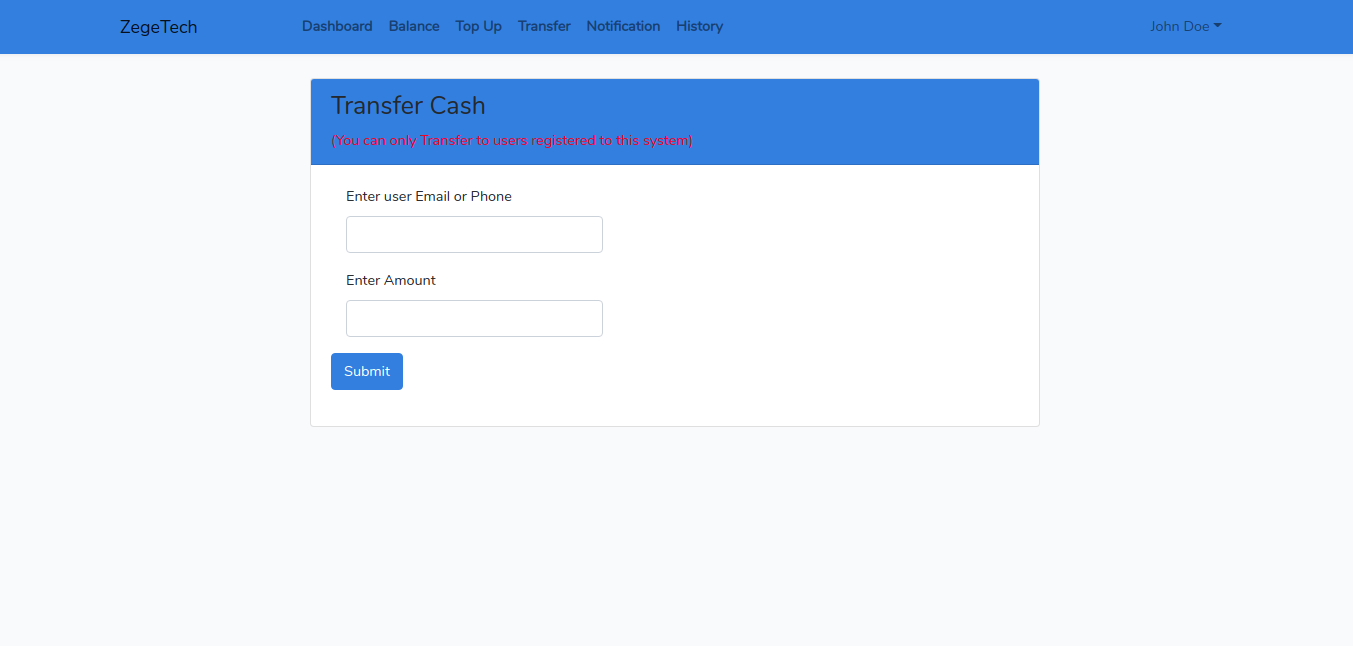 ZegeTech Dashboard Balance Top Up Transfer Notification History John Doe
Transfer Cash
(You can only Transfer to users registered to this system)
Enter user Email or Phone
Enter Amount
Submit